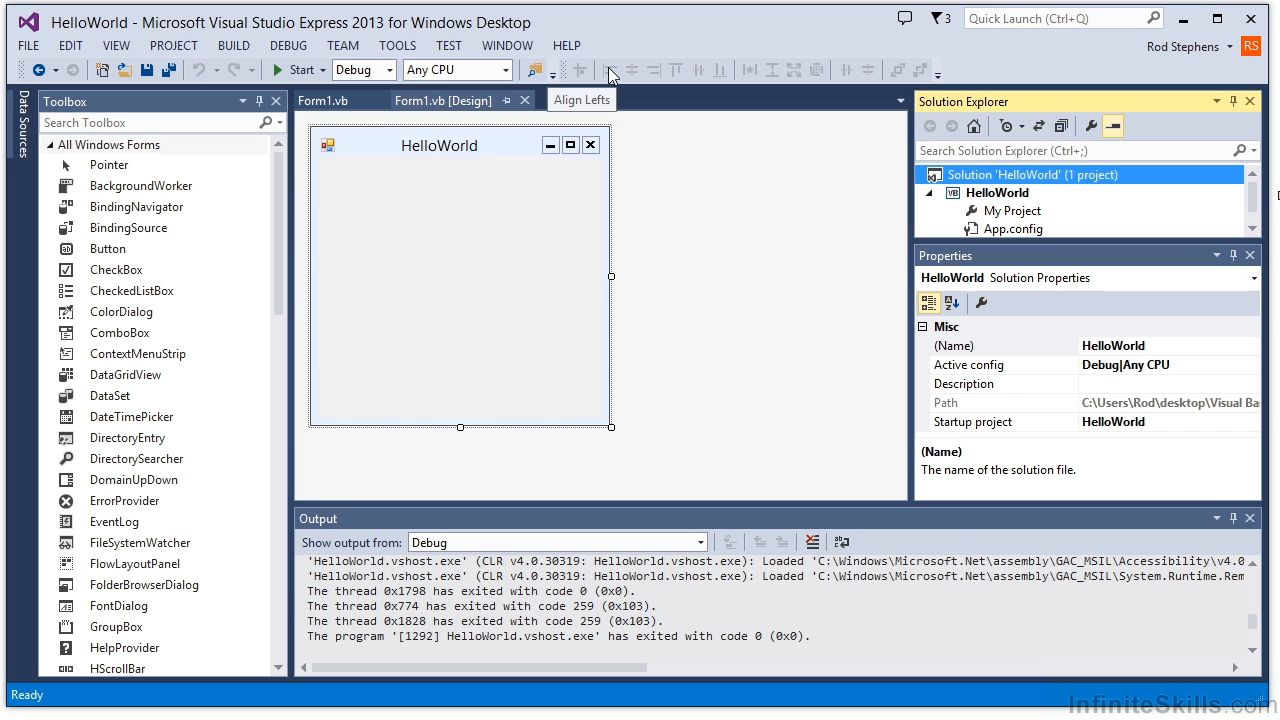 HelloWorld - Microsoft Visual Studio Express 2013 for Windows Desktop
3
Quick Launch (Ctrl+Q)
FILE EDIT VIEW PROJECT BUILD DEBUG TEAM TOOLS TEST WINDOW HELP
Rod Stephens RS
Start Debug Any CPU
Align Lefts
Data Sources
Toolbox
Search Toolbox
All Windows Forms
Pointer
BackgroundWorker
BindingNavigator
BindingSource
Button
CheckBox
CheckedListBox
ColorDialog
ComboBox
ContextMenuStrip
DataGridView
DataSet
DateTimePicker
DirectoryEntry
DirectorySearcher
DomainUpDown
ErrorProvider
EventLog
FileSystemWatcher
FlowLayoutPanel
FolderBrowserDialog
FontDialog
GroupBox
HelpProvider
HScrollBar
Form1.vb Form1.vb [Design]
HelloWorld
Solution Explorer
Search Solution Explorer (Ctrl+;)
Solution 'HelloWorld' (1 project)
VB HelloWorld
My Project
App.config
Properties
HelloWorld Solution Properties
Misc
(Name) HelloWorld
Active config Debug|Any CPU
Description
Path C:\Users\Rod\desktop\Visual Ba
Startup project HelloWorld
(Name)
The name of the solution file.
Output
Show output from: Debug
'HelloWorld.vshost.exe' (CLR v4.0.30319: HelloWorld.vshost.exe): Loaded 'C:\Windows\Microsoft.Net\assembly\GAC_MSIL\Accessibility\v4.0
'HelloWorld.vshost.exe' (CLR v4.0.30319: HelloWorld.vshost.exe): Loaded 'C:\Windows\Microsoft.Net\assembly\GAC_MSIL\System.Runtime.Rem
The thread 0x1798 has exited with code 0 (0x0).
The thread 0x774 has exited with code 259 (0x103).
The thread 0x1828 has exited with code 259 (0x103).
The program '[1292] HelloWorld.vshost.exe' has exited with code 0 (0x0).
Ready
InfiniteSkills.com